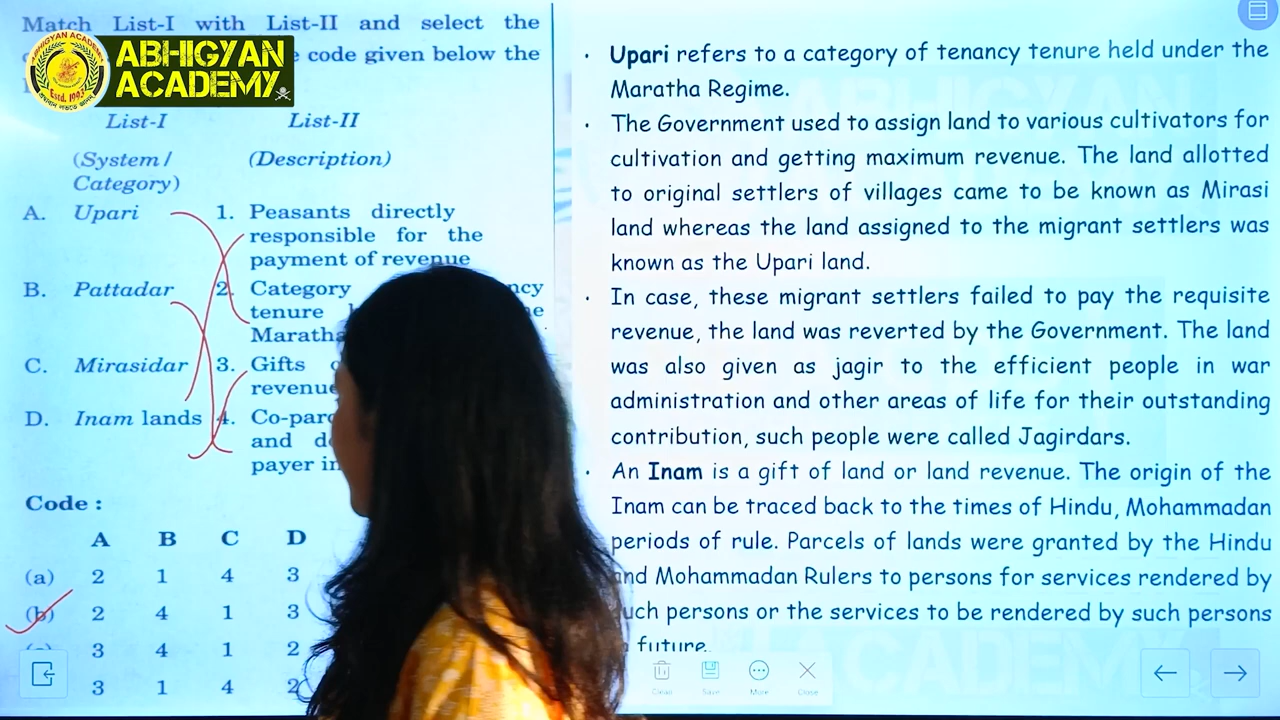 Match List-I with List-II and select the
code given below the
ABHIGYAN ACADEMY
Estd. 1993
ABHIGYAN
ACADEMY
List-I List-II
(System / (Description)
Category)
A. Upari 1. Peasants directly
responsible for the
payment of revenue
B. Pattadar 2. Category
tenure
C. Mirasidar 3. Gifts
D. Inam lands 4.
and
payer in
Code :
A B C D
(a) 2 1 4 3
(b) 2 4 1 3
3 4 1 2
3 1 4 2
· Upari refers to a category of tenancy tenure held under the
Maratha Regime.
· The Government used to assign land to various cultivators for
cultivation and getting maximum revenue. The land allotted
to original settlers of villages came to be known as Mirasi
land whereas the land assigned to the migrant settlers was
known as the Upari land.
· In case, these migrant settlers failed to pay the requisite
revenue, the land was reverted by the Government. The land
was also given as jagir to the efficient people in war
administration and other areas of life for their outstanding
contribution, such people were called Jagirdars.
· An Inam is a gift of land or land revenue. The origin of the
Inam can be traced back to the times of Hindu, Mohammadan
periods of rule. Parcels of lands were granted by the Hindu
and Mohammadan Rulers to persons for services rendered by
such persons or the services to be rendered by such persons
future.
Clean Save More Close